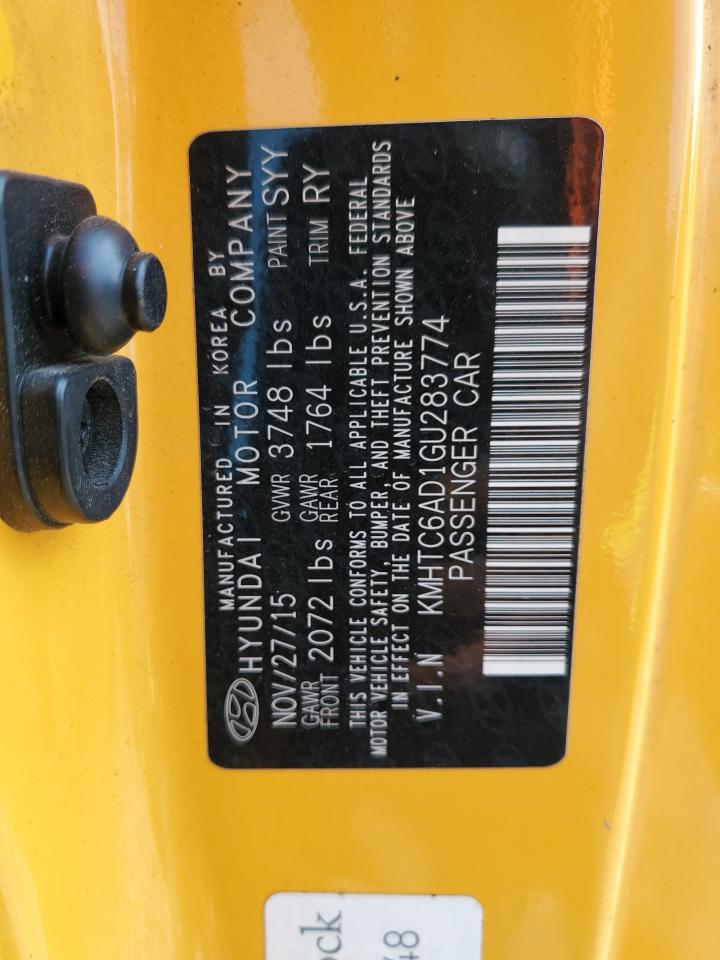 MANUFACTURED IN KOREA BY
HYUNDAI MOTOR COMPANY
NOV/27/15 GVWR 3748 lbs PAINT SYY
GAWR FRONT 2072 lbs GAWR REAR. 1764 lbs TRIM RY
THIS VEHICLE CONFORMS TO ALL APPLICABLE U.S.A. FEDERAL
MOTOR VEHICLE SAFETY, BUMPER, AND THEFT PREVENTION STANDARDS
IN EFFECT ON THE DATE OF MANUFACTURE SHOWN ABOVE
V.I.N KMHTC6AD1GU283774
PASSENGER CAR
ock
48